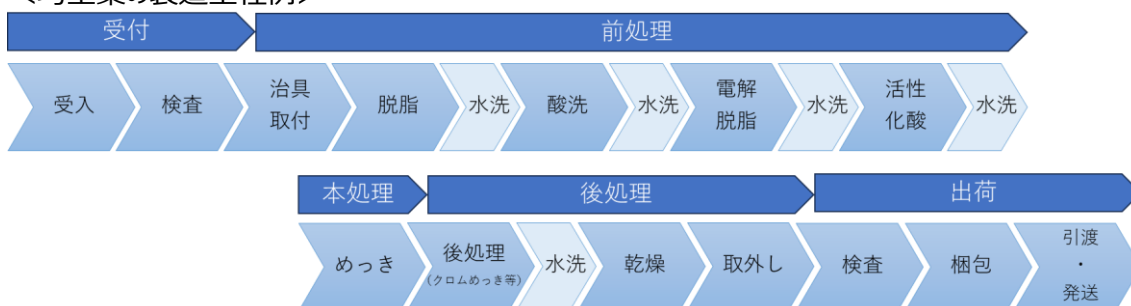 受付 前処理
受入 検査 治具取付 脱脂 水洗 酸洗 水洗 電解脱脂 水洗 活性化酸 水洗
本処理 後処理 出荷
めっき 後処理(クロムめっき等) 水洗 乾燥 取外し 検査 梱包 引渡・発送